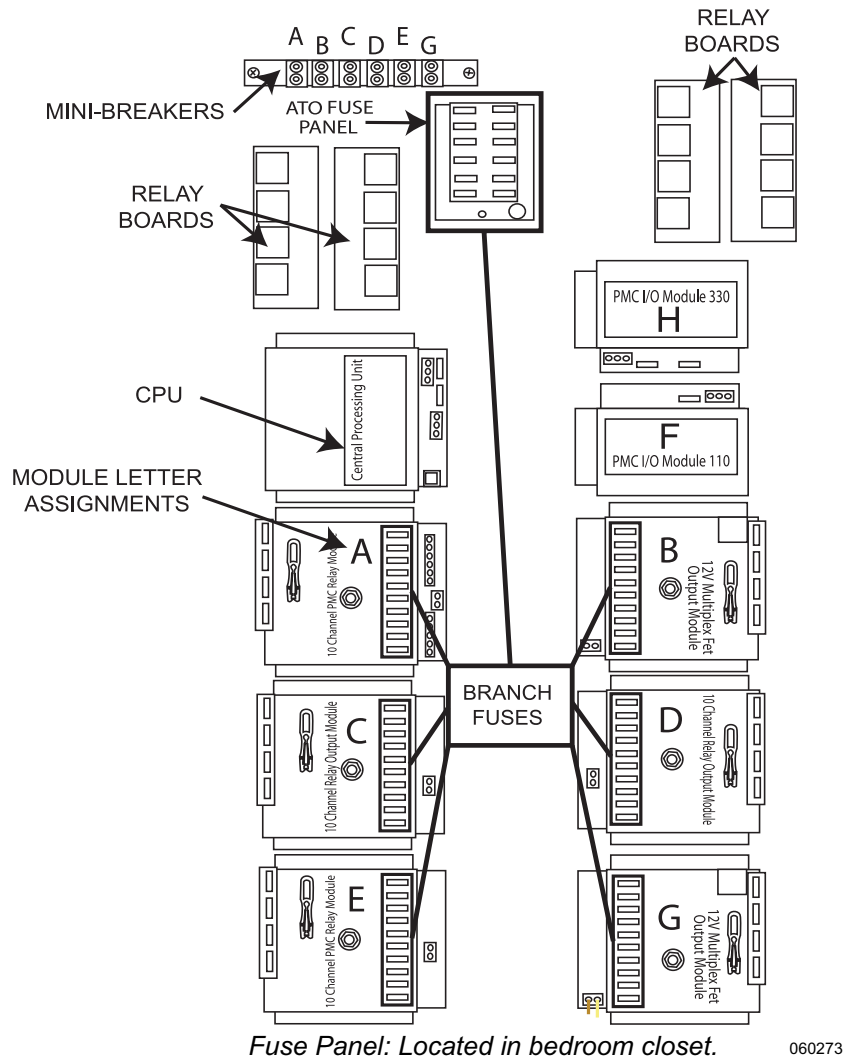 A B C D E G
RELAY
BOARDS
MINI-BREAKERS
ATO FUSE
PANEL
RELAY
BOARDS
PMC I/O Module 330
H
CPU
Central Processing Unit
F
PMC I/O Module 110
MODULE LETTER
ASSIGNMENTS
A
10 Channel PMC Relay Module
B
12V Multiplex Fet
Output Module
BRANCH
FUSES
C
10 Channel Relay Output Module
D
10 Channel Relay Output Module
E
10 Channel PMC Relay Module
G
12V Multiplex Fet
Output Module
Fuse Panel: Located in bedroom closet.
060273